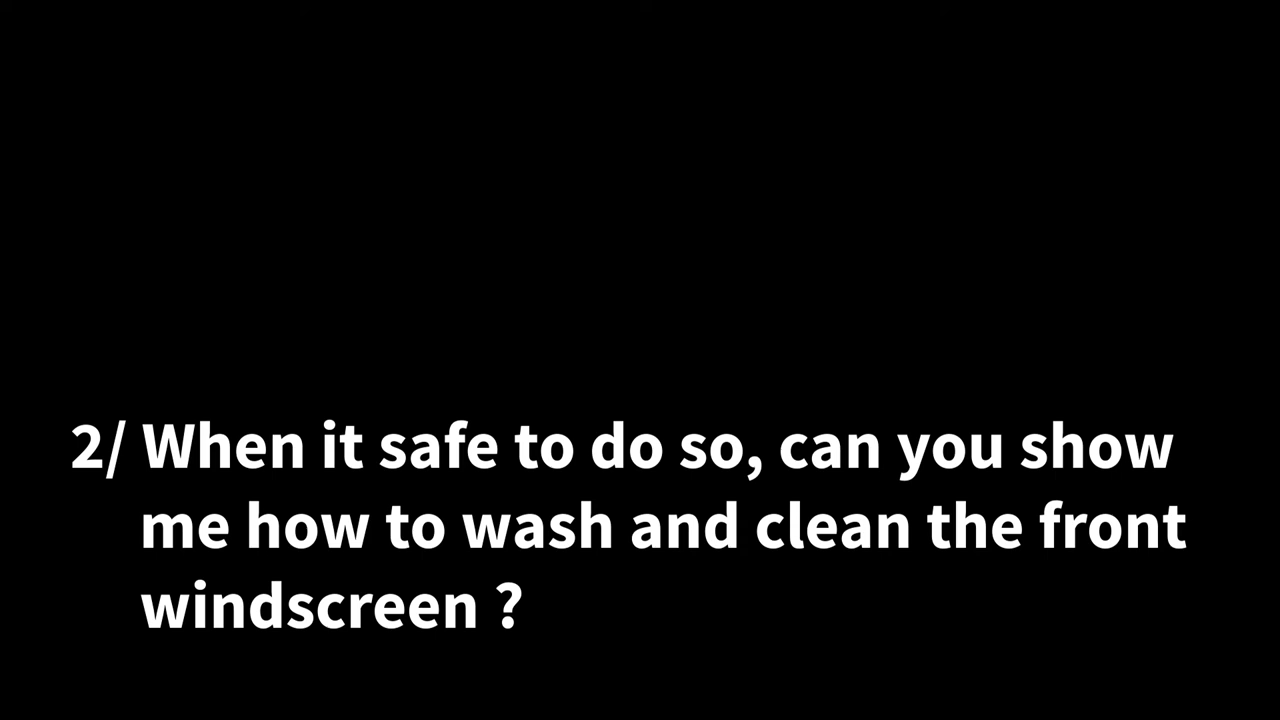 2/ When it safe to do so, can you show
me how to wash and clean the front
windscreen ?